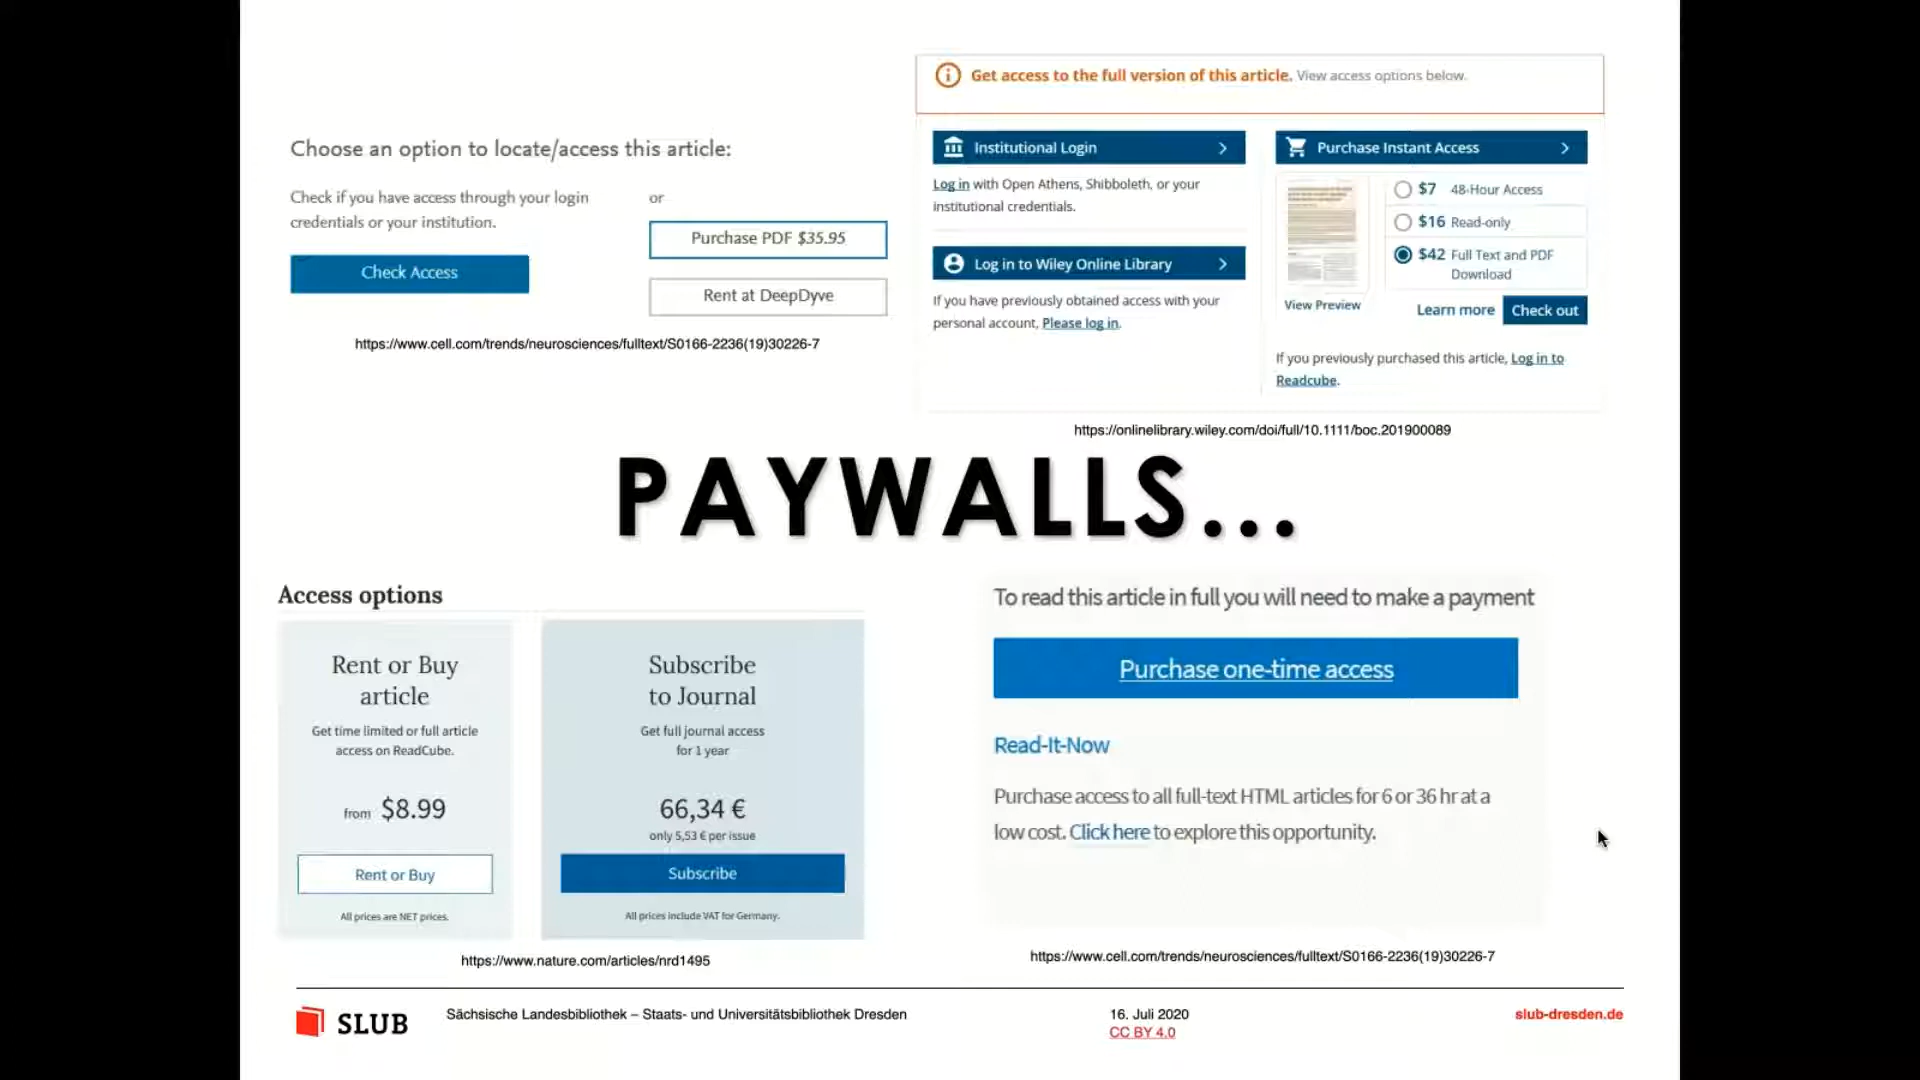 Choose an option to locate/access this article:
Check if you have access through your login
credentials or your institution.
Check Access
or
Purchase PDF $35.95
Rent at DeepDyve
https://www.cell.com/trends/neurosciences/fulltext/S0166-2236(19)30226-7
Get access to the full version of this article. View access options below.
Institutional Login
Log in with Open Athens, Shibboleth, or your
institutional credentials.
Log in to Wiley Online Library
If you have previously obtained access with your
personal account, Please log in.
Purchase Instant Access
View Preview
$7 48-Hour Access
$16 Read-only
$42 Full Text and PDF
Download
Learn more Check out
If you previously purchased this article, Log in to
Readcube.
https://onlinelibrary.wiley.com/doi/full/10.1111/boc.201900089
PAYWALLS...
Access options
Rent or Buy
article
Get time limited or full article
access on ReadCube.
from $8.99
Rent or Buy
All prices are NET prices.
Subscribe
to Journal
Get full journal access
for 1 year
66,34 €
only 5,53 € per issue
Subscribe
All prices include VAT for Germany.
https://www.nature.com/articles/nrd1495
To read this article in full you will need to make a payment
Purchase one-time access
Read-It-Now
Purchase access to all full-text HTML articles for 6 or 36 hr at a
low cost. Click here to explore this opportunity.
https://www.cell.com/trends/neurosciences/fulltext/S0166-2236(19)30226-7
SLUB
Sächsische Landesbibliothek – Staats- und Universitätsbibliothek Dresden
16. Juli 2020
CC BY 4.0
slub-dresden.de